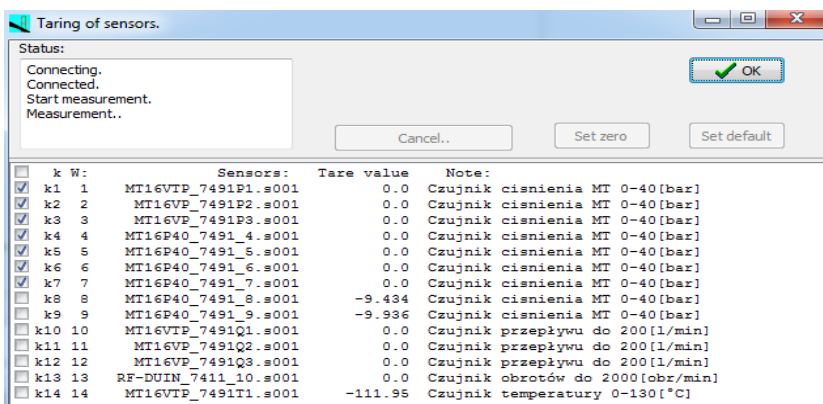 Taring of sensors.
Status:
Connecting.
Connected.
Start measurement.
Measurement..
OK
Cancel..
Set zero
Set default
k W: Sensors: Tare value Note:
k1 1 MT16VTP_7491P1.s001 0.0 Czujnik cisnienia MT 0-40[bar]
k2 2 MT16VP_7491P2.s001 0.0 Czujnik cisnienia MT 0-40[bar]
k3 3 MT16VP_7491P3.s001 0.0 Czujnik cisnienia MT 0-40[bar]
k4 4 MT16P40_7491_4.s001 0.0 Czujnik cisnienia MT 0-40[bar]
k5 5 MT16P40_7491_5.s001 0.0 Czujnik cisnienia MT 0-40[bar]
k6 6 MT16P40_7491_6.s001 0.0 Czujnik cisnienia MT 0-40[bar]
k7 7 MT16P40_7491_7.s001 0.0 Czujnik cisnienia MT 0-40[bar]
k8 8 MT16P40_7491_8.s001 -9.434 Czujnik cisnienia MT 0-40[bar]
k9 9 MT16P40_7491_9.s001 -9.936 Czujnik cisnienia MT 0-40[bar]
k10 10 MT16VTP_7491Q1.s001 0.0 Czujnik przepływu do 200[l/min]
k11 11 MT16VP_7491Q2.s001 0.0 Czujnik przepływu do 200[l/min]
k12 12 MT16VP_7491Q3.s001 0.0 Czujnik przepływu do 200[l/min]
k13 13 RF-DUIN_7411_10.s001 0.0 Czujnik obrotów do 2000[obr/min]
k14 14 MT16VTP_7491T1.s001 -111.95 Czujnik temperatury 0-130[°C]